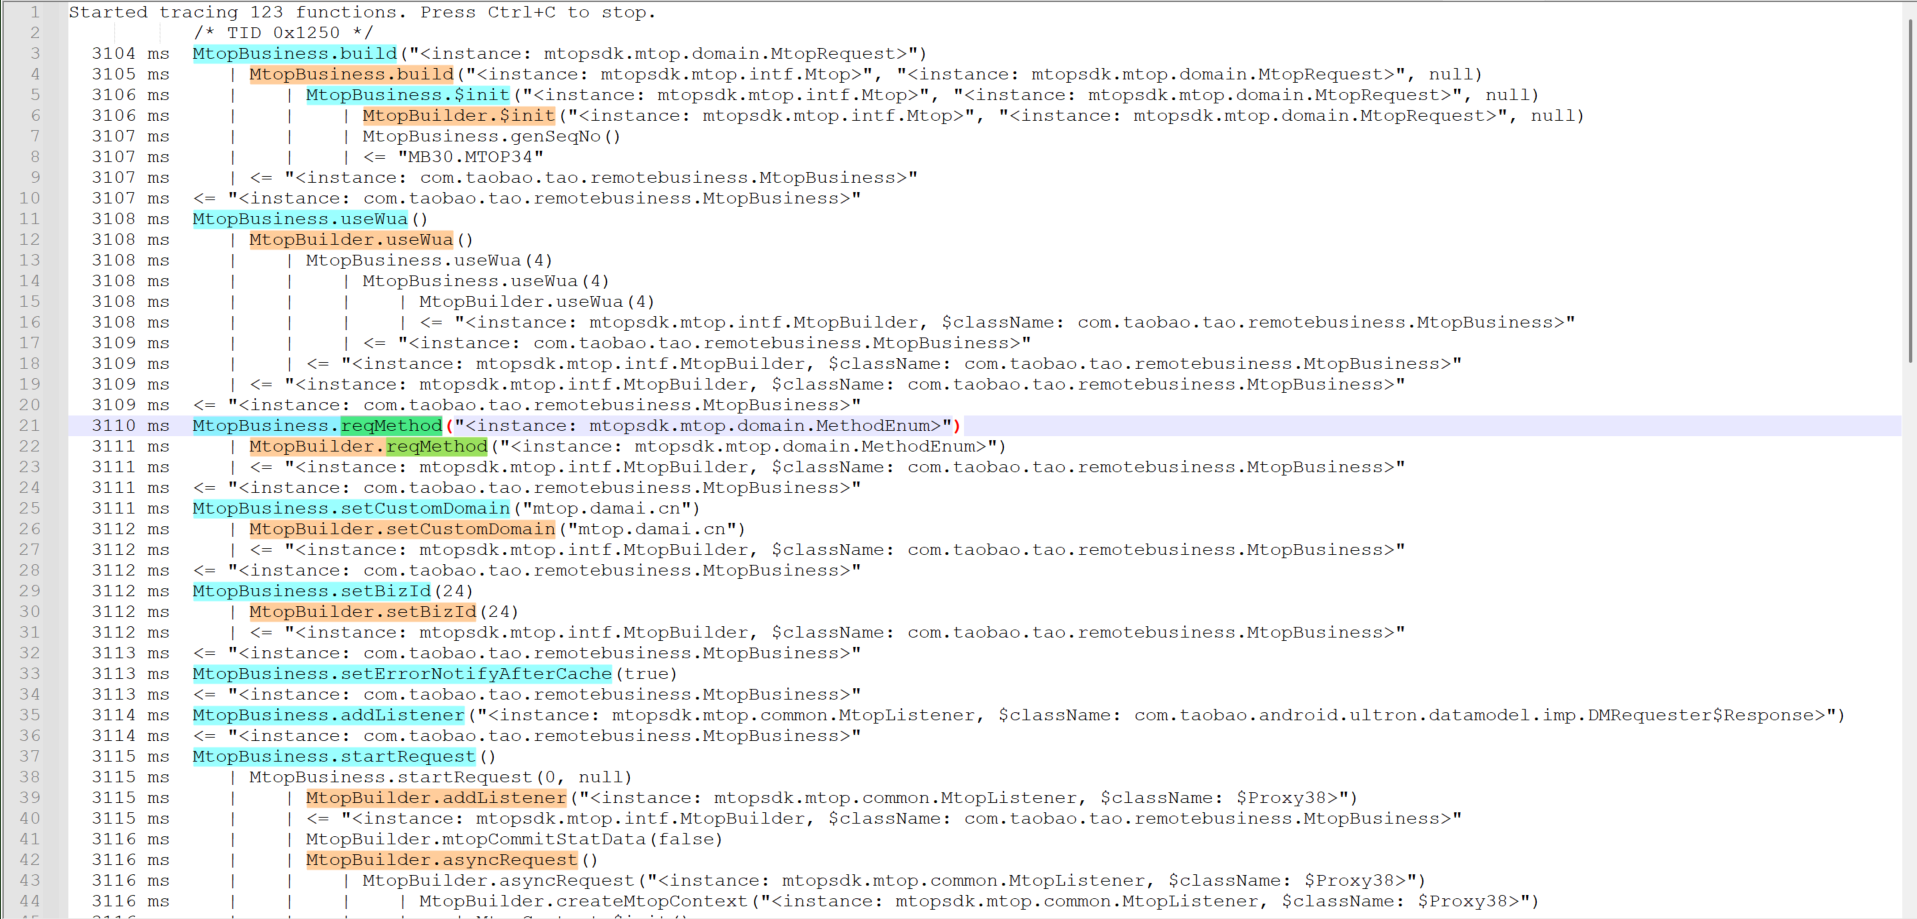 1 Started tracing 123 functions. Press Ctrl+C to stop.
2 /* TID 0x1250 */
3 3104 ms MtopBusiness.build("<instance: mtopsdk.mtop.domain.MtopRequest>")
4 3105 ms | MtopBusiness.build("<instance: mtopsdk.mtop.intf.Mtop>", "<instance: mtopsdk.mtop.domain.MtopRequest>", null)
5 3106 ms | | MtopBusiness.$init("<instance: mtopsdk.mtop.intf.Mtop>", "<instance: mtopsdk.mtop.domain.MtopRequest>", null)
6 3106 ms | | | MtopBuilder.$init("<instance: mtopsdk.mtop.intf.Mtop>", "<instance: mtopsdk.mtop.domain.MtopRequest>", null)
7 3107 ms | | | MtopBusiness.genSeqNo()
8 3107 ms | | | <= "MB30.MTOP34"
9 3107 ms | <= "<instance: com.taobao.tao.remotebusiness.MtopBusiness>"
10 3107 ms <= "<instance: com.taobao.tao.remotebusiness.MtopBusiness>"
11 3108 ms MtopBusiness.useWua()
12 3108 ms | MtopBuilder.useWua()
13 3108 ms | | MtopBusiness.useWua(4)
14 3108 ms | | | MtopBusiness.useWua(4)
15 3108 ms | | | | MtopBuilder.useWua(4)
16 3108 ms | | | | <= "<instance: mtopsdk.mtop.intf.MtopBuilder, $className: com.taobao.tao.remotebusiness.MtopBusiness>"
17 3109 ms | | | <= "<instance: com.taobao.tao.remotebusiness.MtopBusiness>"
18 3109 ms | | <= "<instance: mtopsdk.mtop.intf.MtopBuilder, $className: com.taobao.tao.remotebusiness.MtopBusiness>"
19 3109 ms | <= "<instance: mtopsdk.mtop.intf.MtopBuilder, $className: com.taobao.tao.remotebusiness.MtopBusiness>"
20 3109 ms <= "<instance: com.taobao.tao.remotebusiness.MtopBusiness>"
21 3110 ms MtopBusiness.reqMethod("<instance: mtopsdk.mtop.domain.MethodEnum>")
22 3111 ms | MtopBuilder.reqMethod("<instance: mtopsdk.mtop.domain.MethodEnum>")
23 3111 ms | <= "<instance: mtopsdk.mtop.intf.MtopBuilder, $className: com.taobao.tao.remotebusiness.MtopBusiness>"
24 3111 ms <= "<instance: com.taobao.tao.remotebusiness.MtopBusiness>"
25 3111 ms MtopBusiness.setCustomDomain("mtop.damai.cn")
26 3112 ms | MtopBuilder.setCustomDomain("mtop.damai.cn")
27 3112 ms | <= "<instance: mtopsdk.mtop.intf.MtopBuilder, $className: com.taobao.tao.remotebusiness.MtopBusiness>"
28 3112 ms <= "<instance: com.taobao.tao.remotebusiness.MtopBusiness>"
29 3112 ms MtopBusiness.setBizId(24)
30 3112 ms | MtopBuilder.setBizId(24)
31 3112 ms | <= "<instance: mtopsdk.mtop.intf.MtopBuilder, $className: com.taobao.tao.remotebusiness.MtopBusiness>"
32 3113 ms <= "<instance: com.taobao.tao.remotebusiness.MtopBusiness>"
33 3113 ms MtopBusiness.setErrorNotifyAfterCache(true)
34 3113 ms <= "<instance: com.taobao.tao.remotebusiness.MtopBusiness>"
35 3114 ms MtopBusiness.addListener("<instance: mtopsdk.mtop.common.MtopListener, $className: com.taobao.android.ultron.datamodel.imp.DMRequester$Response>")
36 3114 ms <= "<instance: com.taobao.tao.remotebusiness.MtopBusiness>"
37 3115 ms MtopBusiness.startRequest()
38 3115 ms | MtopBusiness.startRequest(0, null)
39 3115 ms | | MtopBuilder.addListener("<instance: mtopsdk.mtop.common.MtopListener, $className: $Proxy38>")
40 3115 ms | | <= "<instance: mtopsdk.mtop.intf.MtopBuilder, $className: com.taobao.tao.remotebusiness.MtopBusiness>"
41 3116 ms | | MtopBuilder.mtopCommitStatData(false)
42 3116 ms | | MtopBuilder.asyncRequest()
43 3116 ms | | | MtopBuilder.asyncRequest("<instance: mtopsdk.mtop.common.MtopListener, $className: $Proxy38>")
44 3116 ms | | | | MtopBuilder.createMtopContext("<instance: mtopsdk.mtop.common.MtopListener, $className: $Proxy38>")